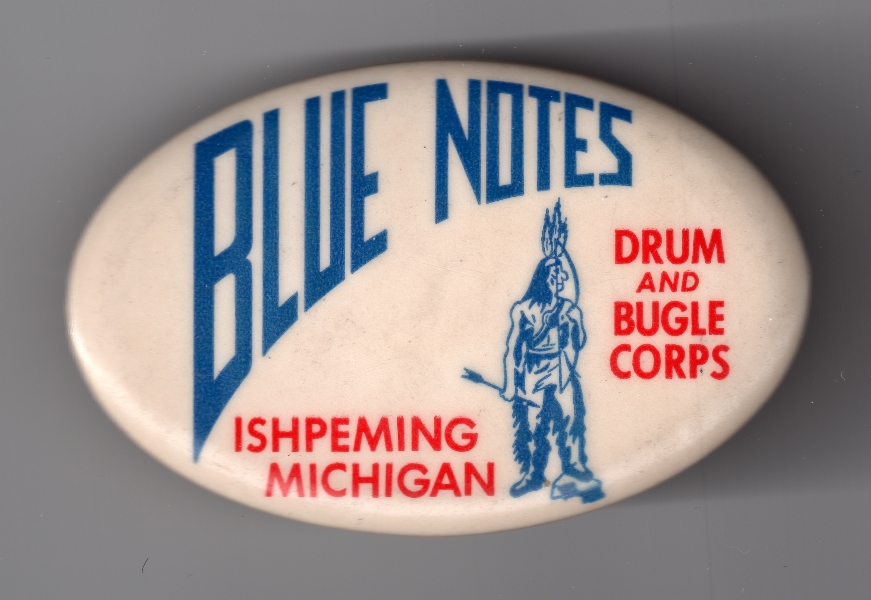 BLUE NOTES
DRUM
AND
BUGLE
CORPS
ISHPEMING
MICHIGAN